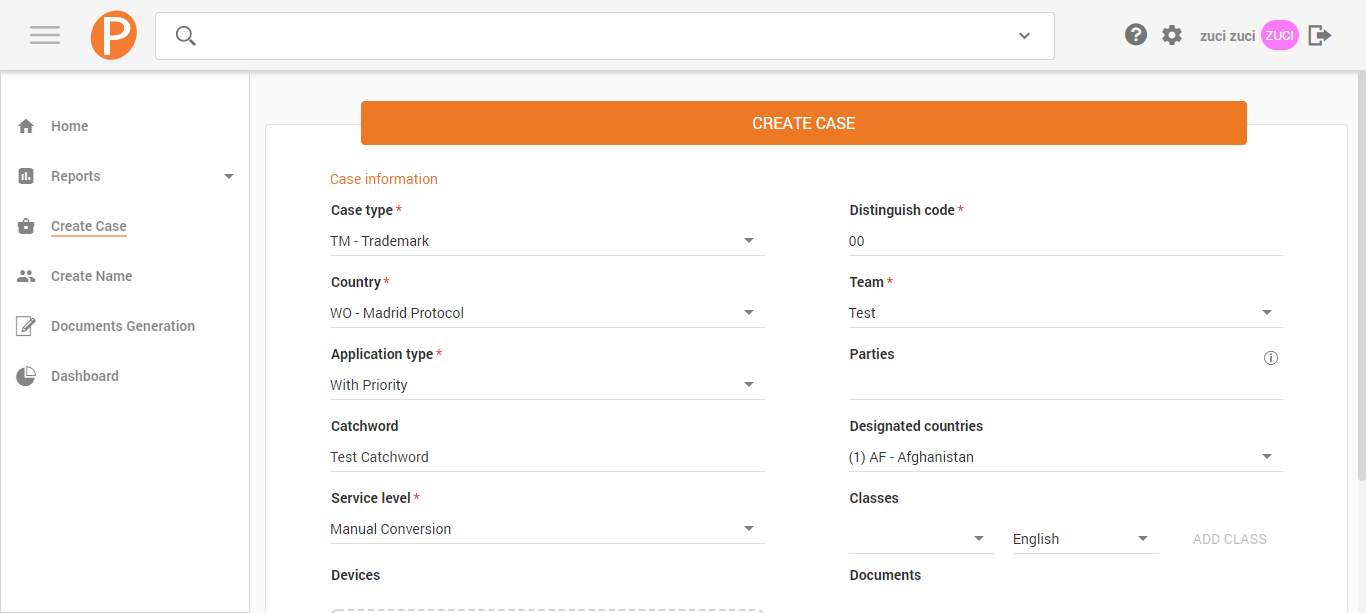 P
zuci zuci ZUCI
Home
Reports
Create Case
Create Name
Documents Generation
Dashboard
CREATE CASE
Case information
Case type *
TM - Trademark
Distinguish code *
00
Country *
WO - Madrid Protocol
Team *
Test
Application type *
With Priority
Parties
Catchword
Test Catchword
Designated countries
(1) AF - Afghanistan
Service level *
Manual Conversion
Classes
English
ADD CLASS
Devices
Documents